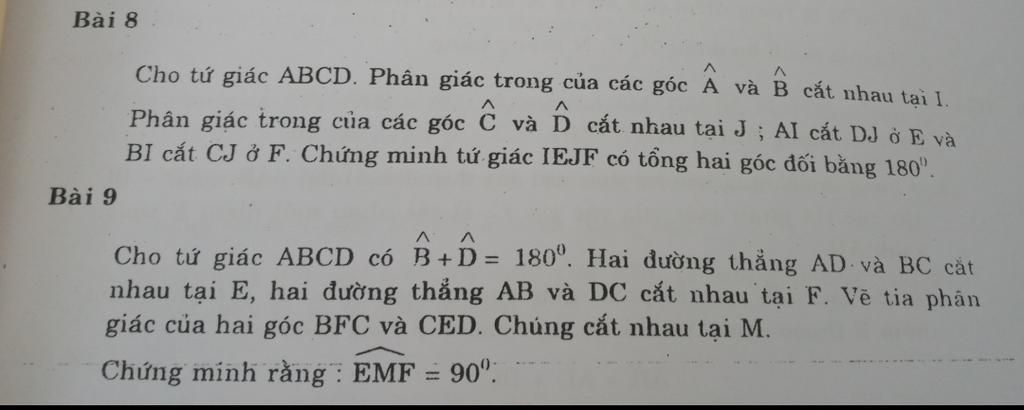 Bài 8
Cho tứ giác ABCD. Phân giác trong của các góc Â và B̂ cắt nhau tại I.
Phân giác trong của các góc Ĉ và D̂ cắt nhau tại J ; AI cắt DJ ở E và
BI cắt CJ ở F. Chứng minh tứ giác IEJF có tổng hai góc đối bằng 180⁰.
Bài 9
Cho tứ giác ABCD có B̂ + D̂ = 180⁰. Hai đường thẳng AD và BC cắt
nhau tại E, hai đường thẳng AB và DC cắt nhau tại F. Vẽ tia phân
giác của hai góc BFC và CED. Chúng cắt nhau tại M.
Chứng minh rằng : \widehat{EMF} = 90⁰.